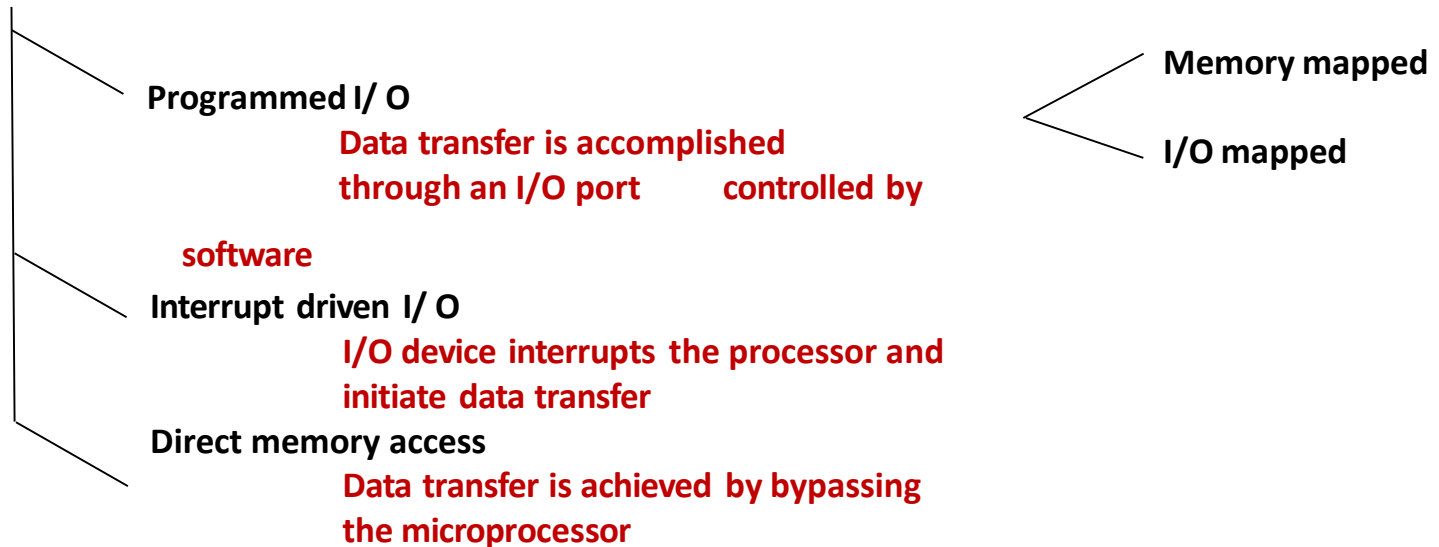 Memory mapped
Programmed I/ O
Data transfer is accomplished
I/O mapped
through an I/O port controlled by
software
Interrupt driven I/ O
I/O device interrupts the processor and
initiate data transfer
Direct memory access
Data transfer is achieved by bypassing
the microprocessor